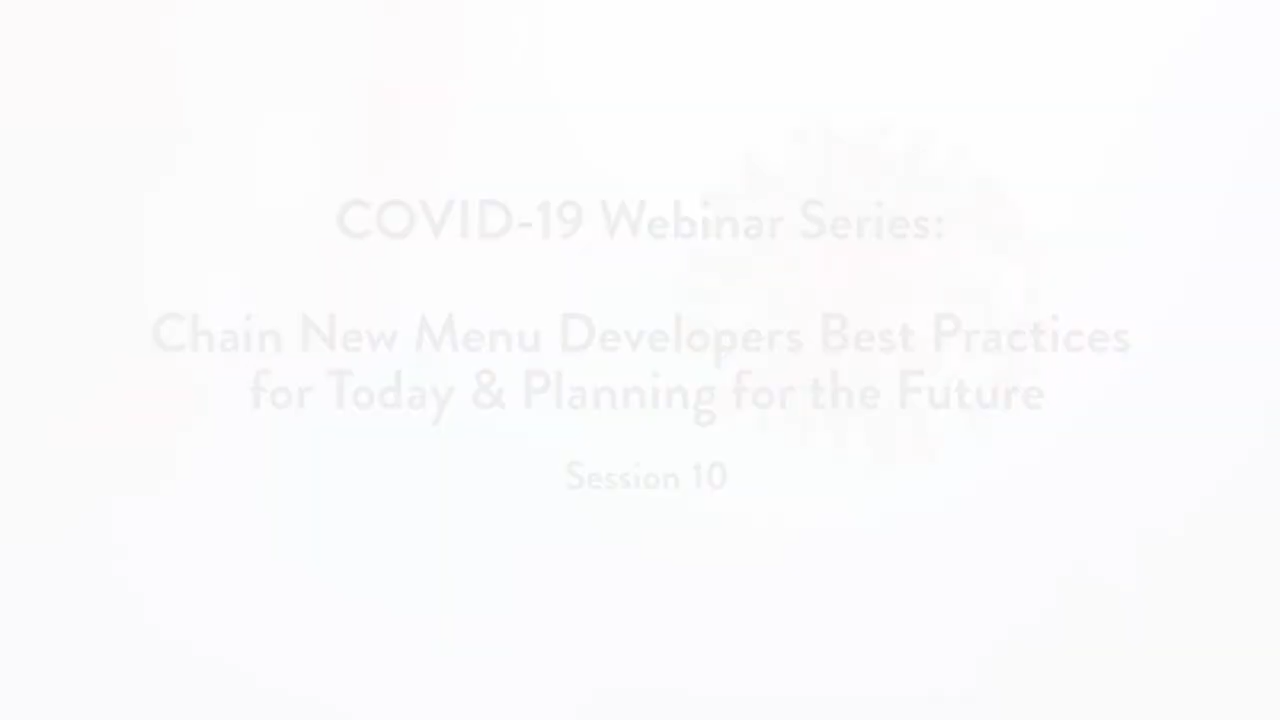 COVID-19 Webinar Series:
Chain New Menu Developers Best Practices
for Today & Planning for the Future
Session 10